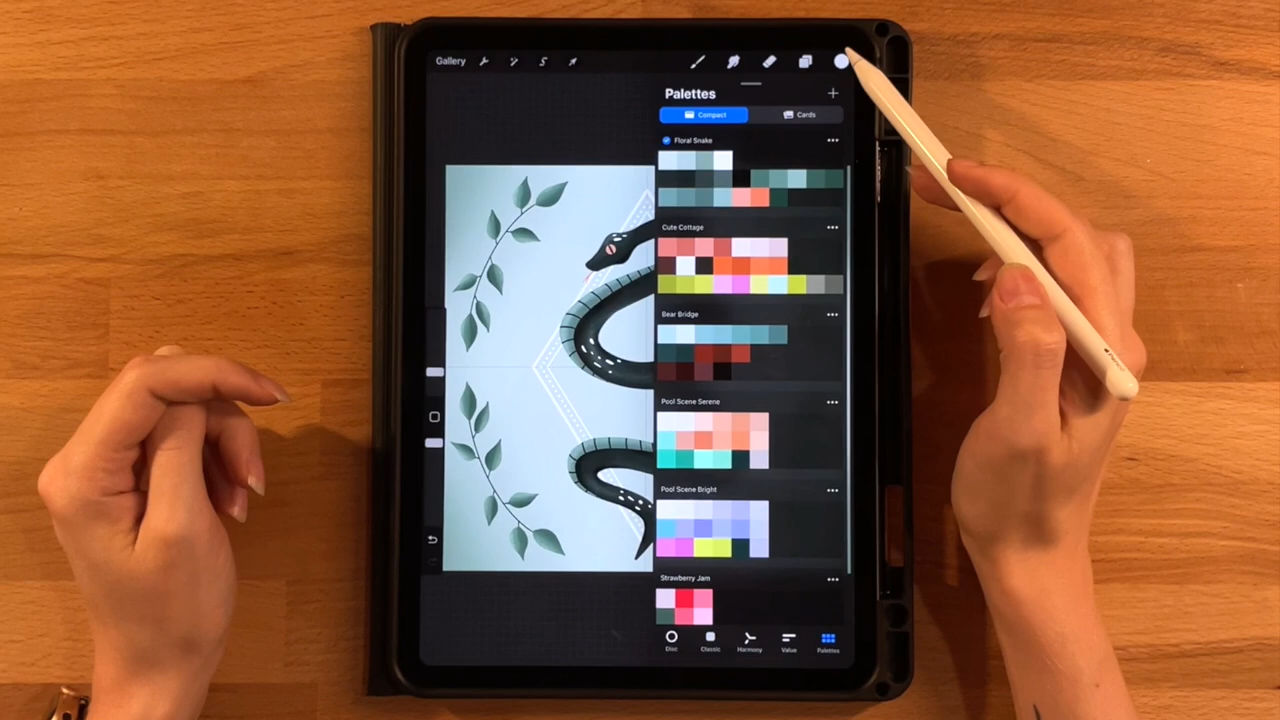 Gallery
Palettes
Compact
Cards
Floral Snake
Cute Cottage
Bear Bridge
Pool Scene Serene
Pool Scene Bright
Strawberry Jam
Disc
Classic
Harmony
Value
Palettes
Pencil